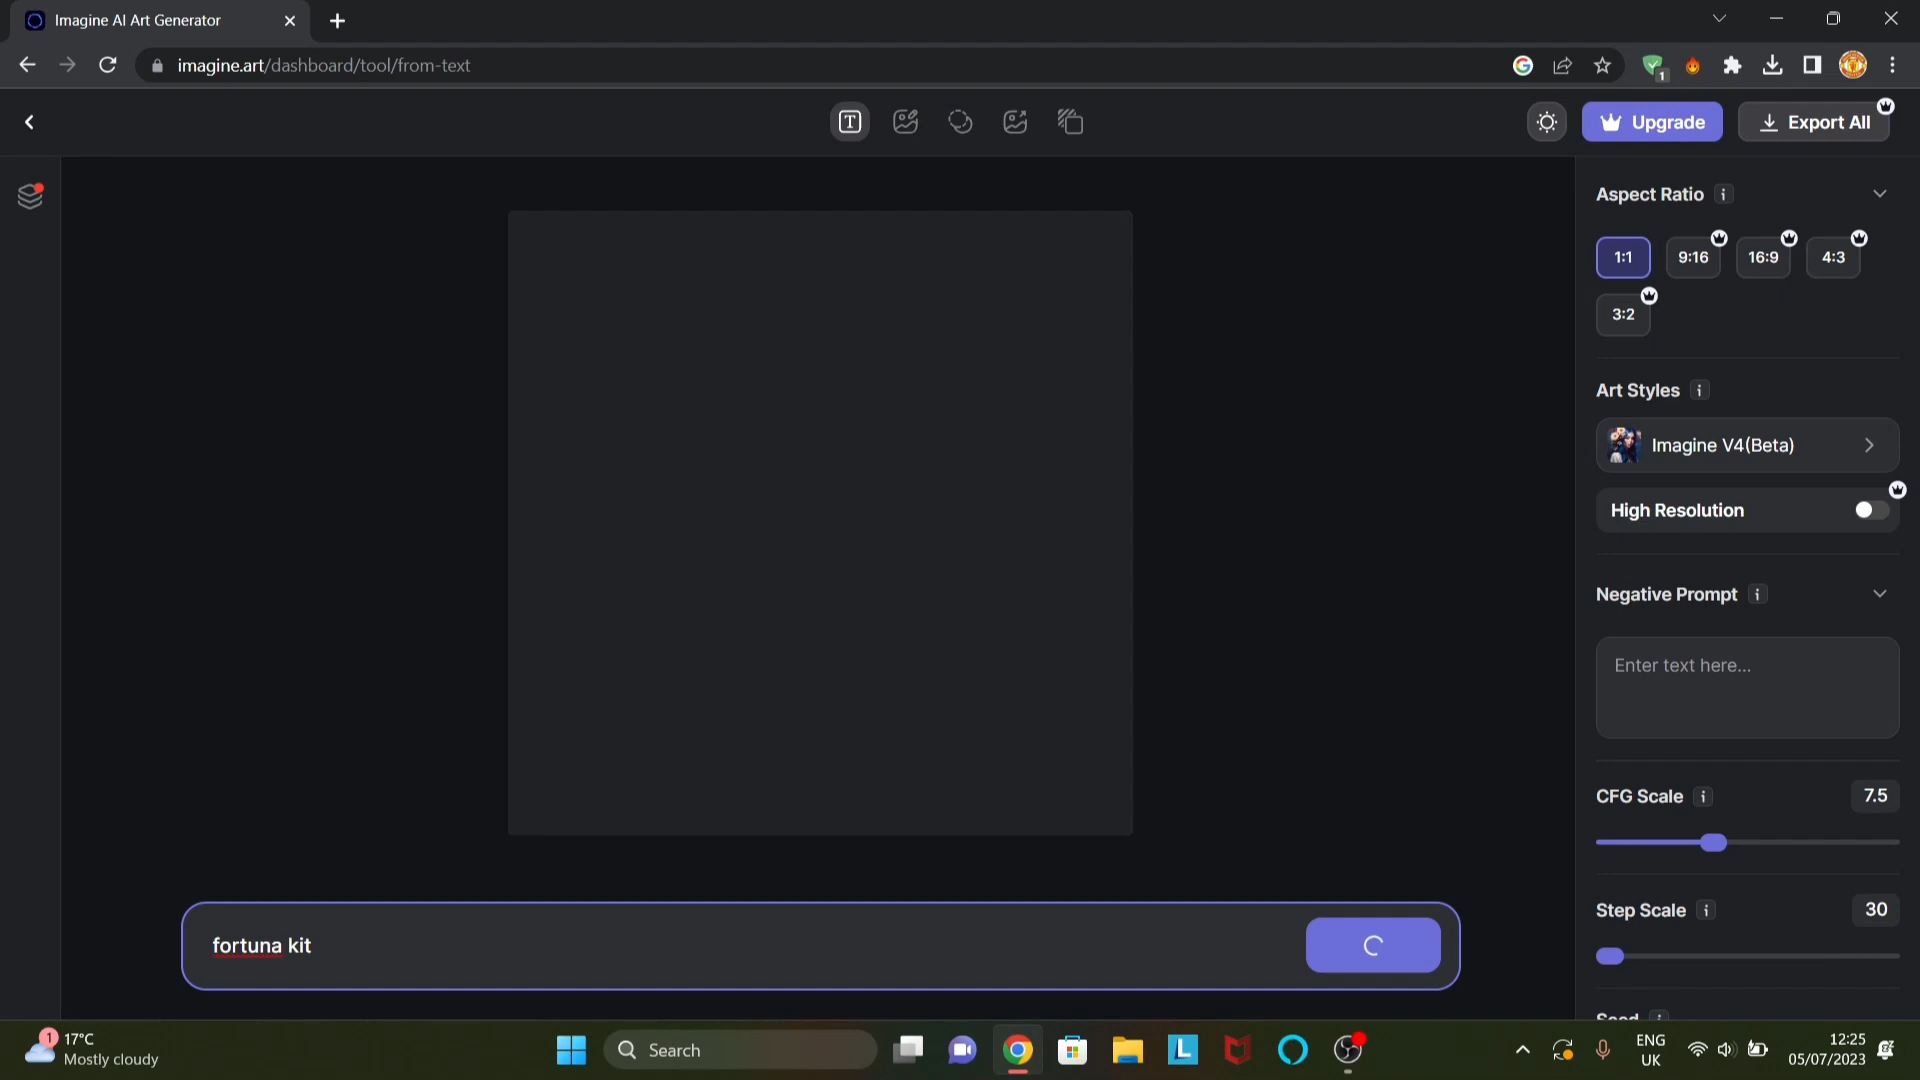 Imagine AI Art Generator
imagine.art/dashboard/tool/from-text
1
T
Upgrade
Export All
Aspect Ratio i
1:1 9:16 16:9 4:3
3:2
Art Styles i
Imagine V4(Beta)
High Resolution
Negative Prompt i
Enter text here...
CFG Scale i 7.5
Step Scale i 30
Seed i
fortuna kit
1 17°C
Mostly cloudy
Search
L
ENG
UK
12:25
05/07/2023